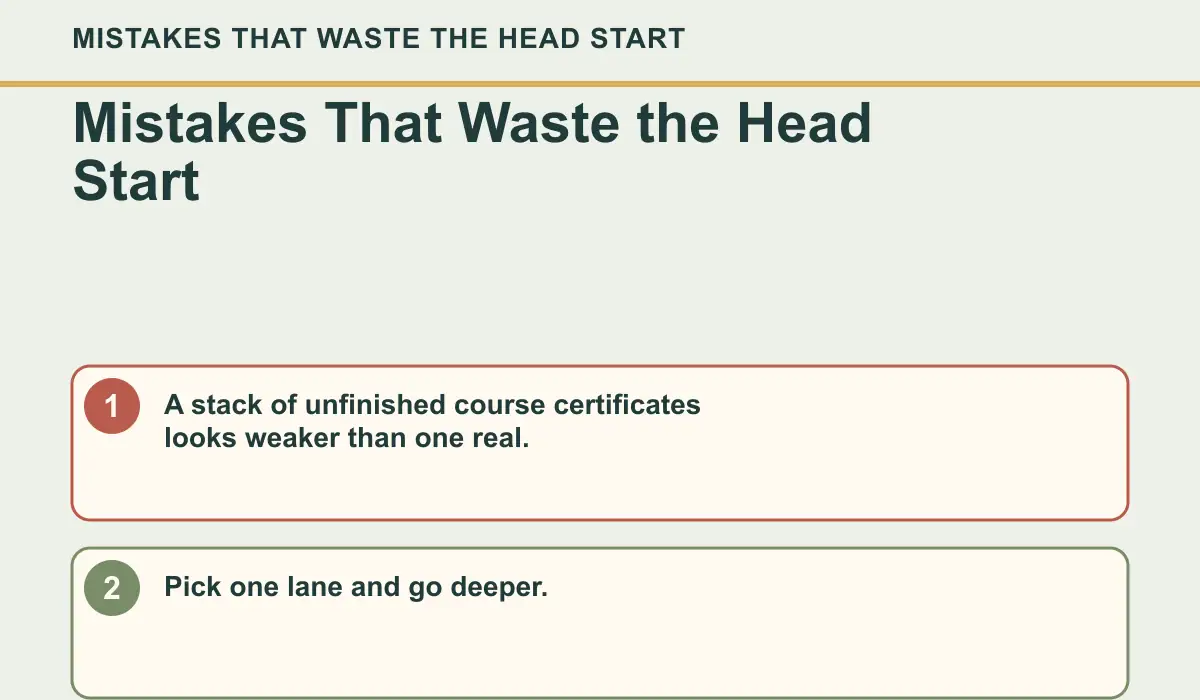 MISTAKES THAT WASTE THE HEAD START
Mistakes That Waste the Head
Start
1
A stack of unfinished course certificates
looks weaker than one real.
2
Pick one lane and go deeper.